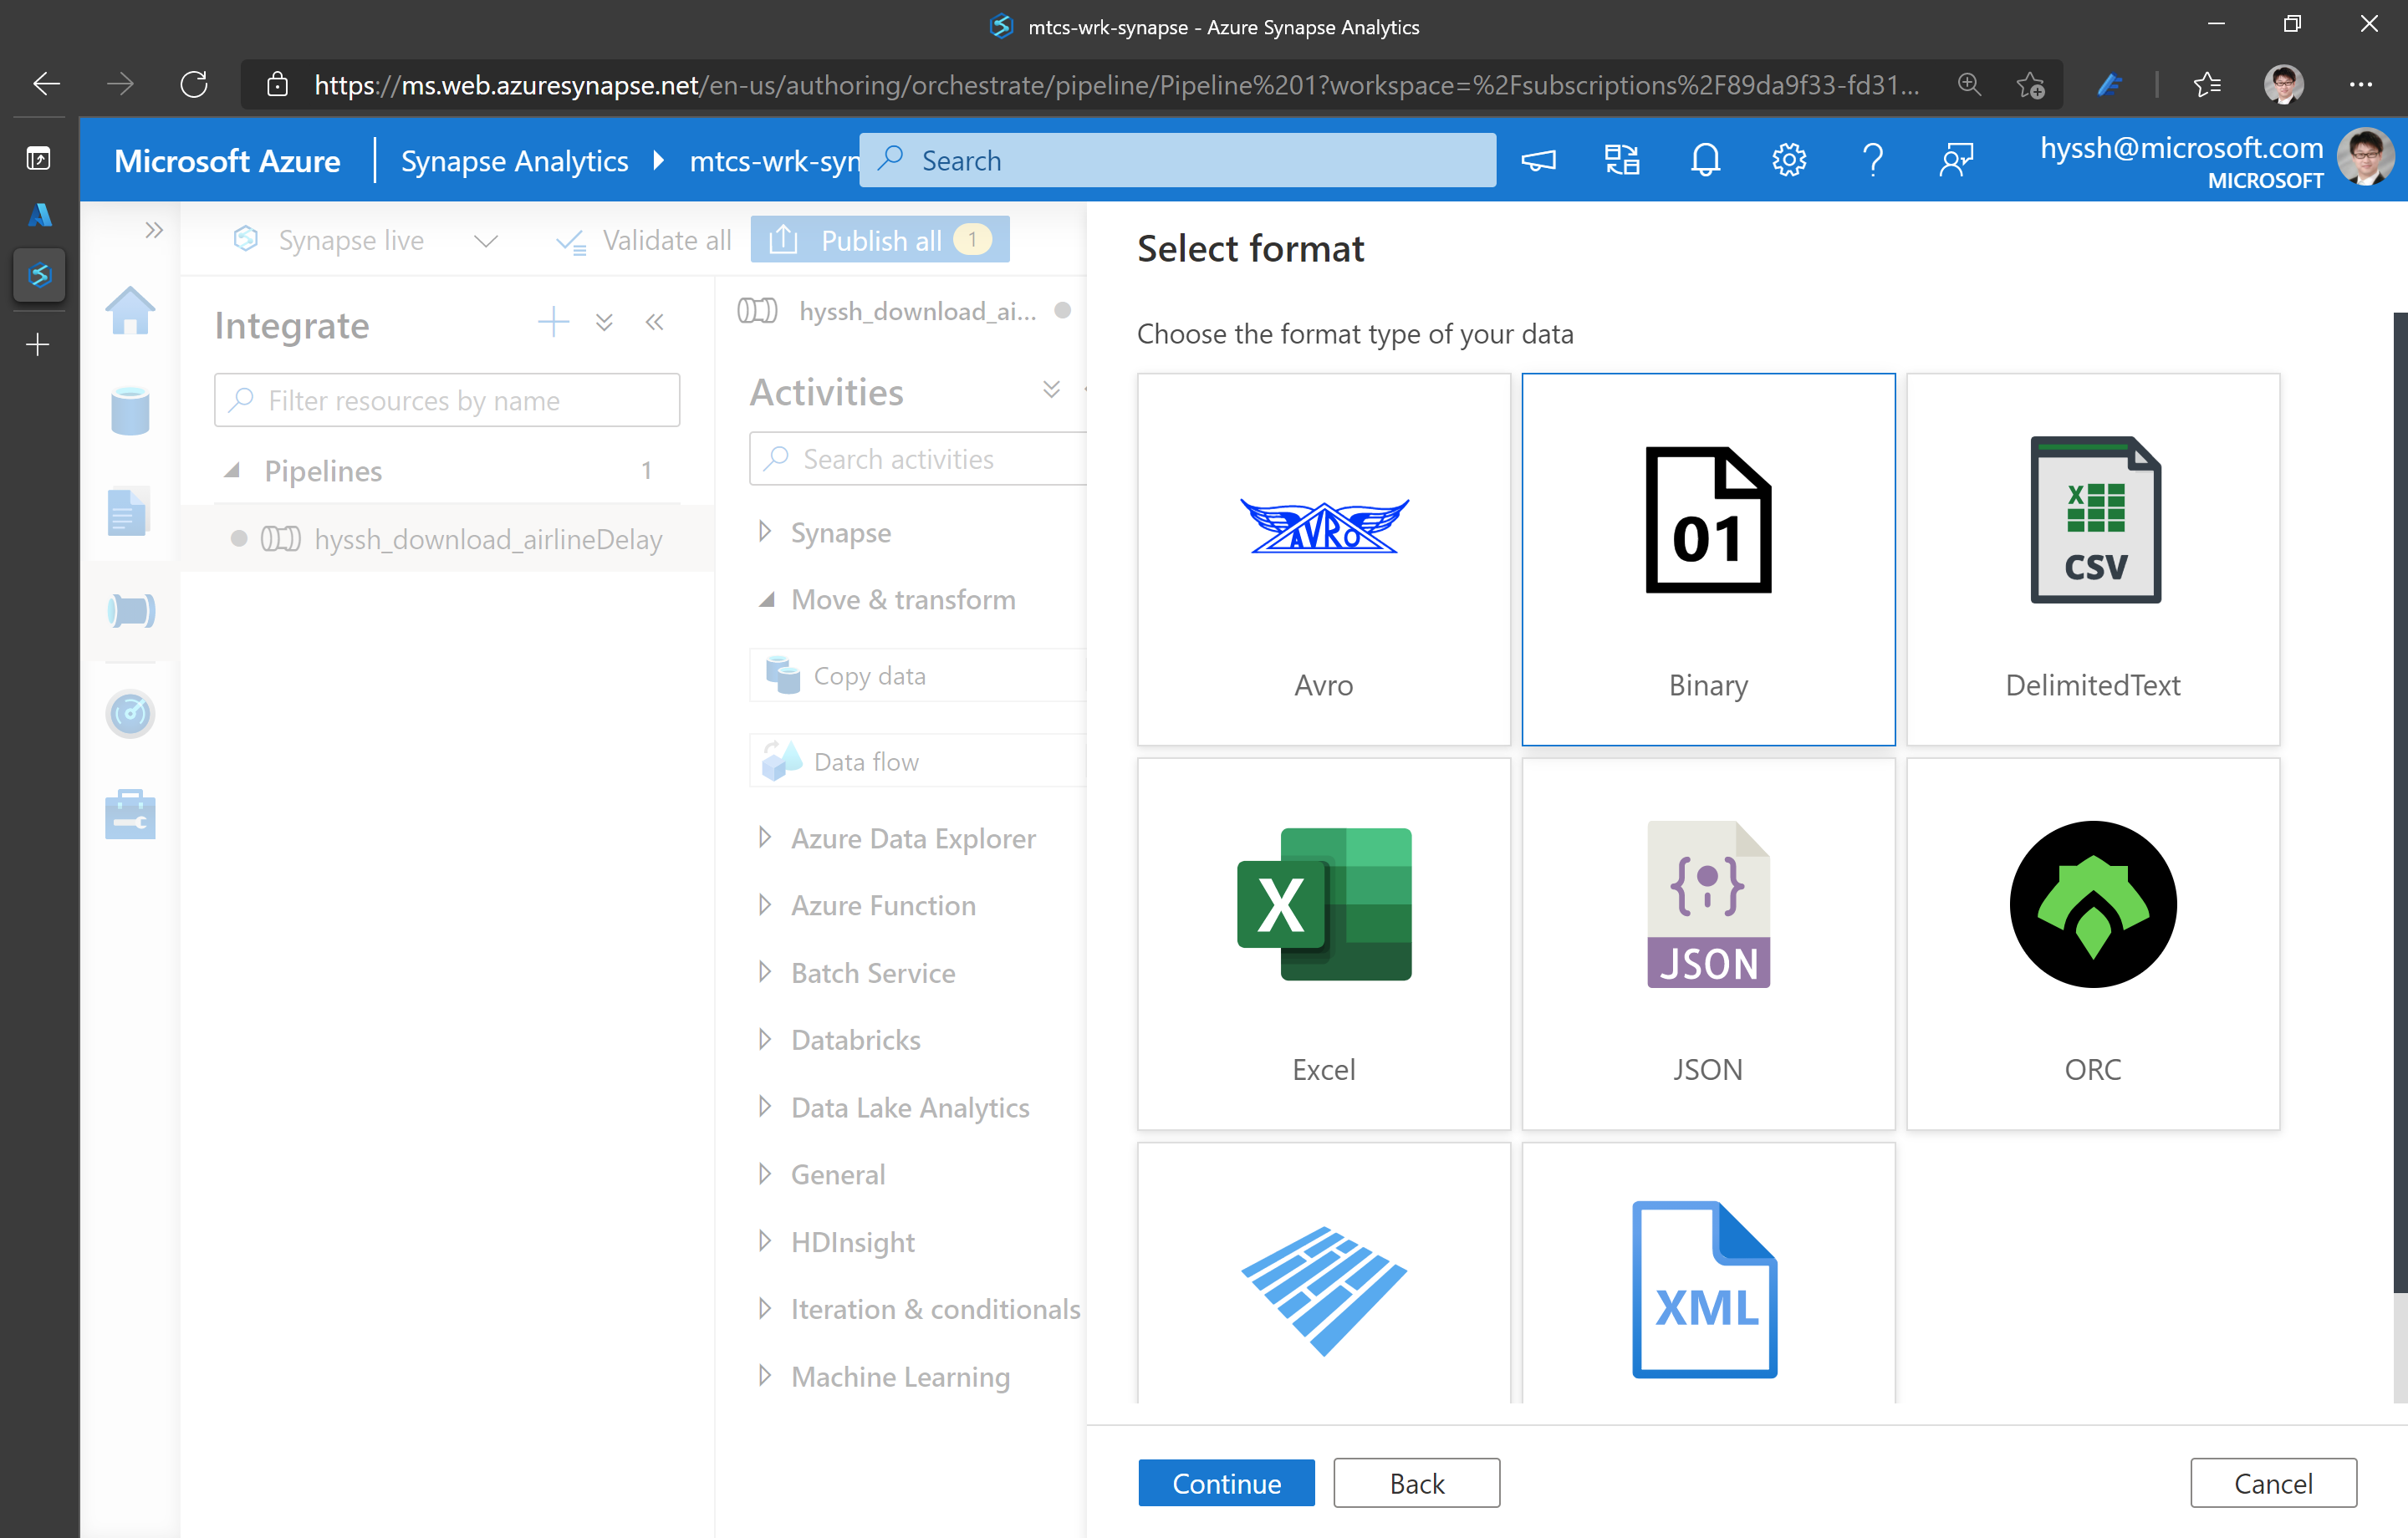 mtcs-wrk-synapse - Azure Synapse Analytics
https://ms.web.azuresynapse.net/en-us/authoring/orchestrate/pipeline/Pipeline%201?workspace=%2Fsubscriptions%2F89da9f33-fd31...
Microsoft Azure
Synapse Analytics
mtcs-wrk-syn
Search
hyssh@microsoft.com
MICROSOFT
Synapse live
Validate all
Publish all 1
Integrate
Filter resources by name
Pipelines 1
hyssh_download_airlineDelay
hyssh_download_ai...
Activities
Search activities
Synapse
Move & transform
Copy data
Data flow
Azure Data Explorer
Azure Function
Batch Service
Databricks
Data Lake Analytics
General
HDInsight
Iteration & conditionals
Machine Learning
Select format
Choose the format type of your data
AVRO
Avro
01
Binary
X
CSV
DelimitedText
X
Excel
JSON
JSON
ORC
XML
Continue
Back
Cancel